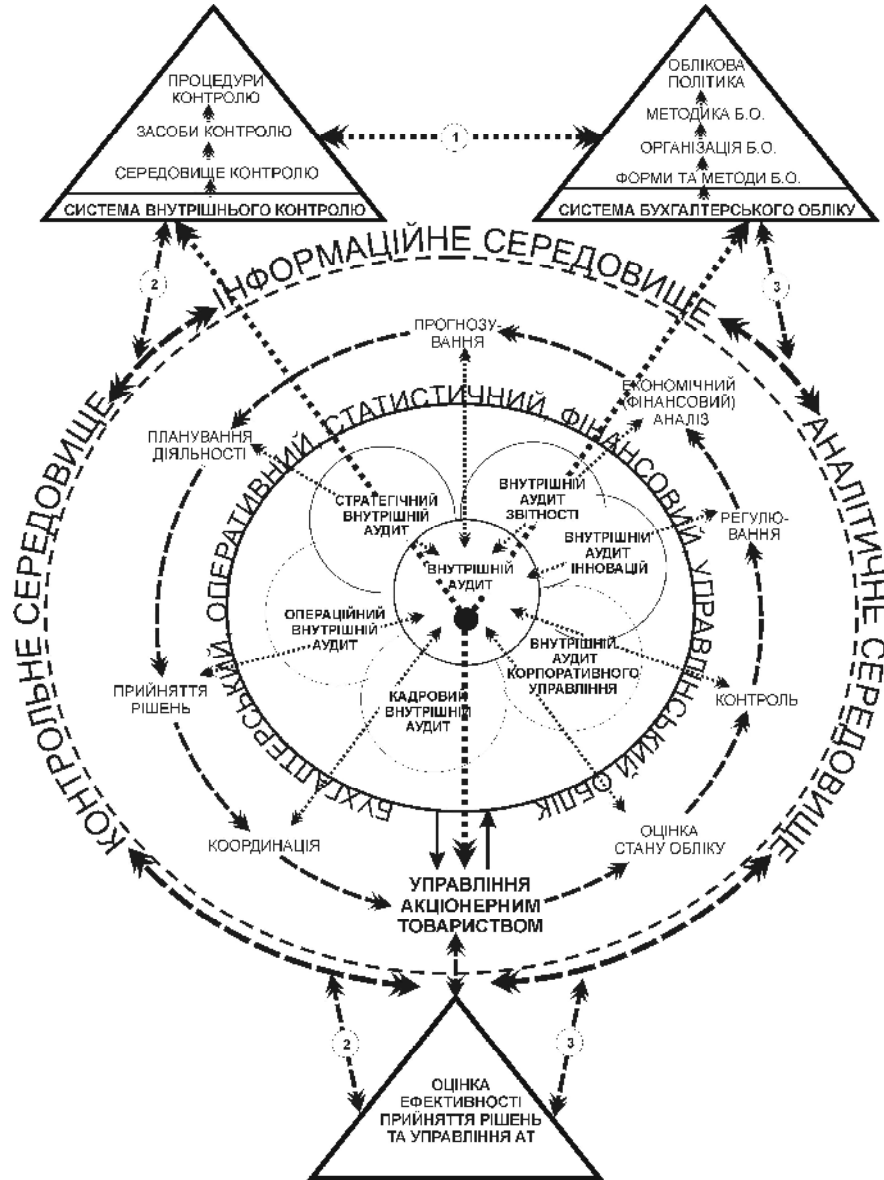 ПРОЦЕДУРИ
КОНТРОЛЮ
ЗАСОБИ КОНТРОЛЮ
СЕРЕДОВИЩЕ КОНТРОЛЮ
СИСТЕМА ВНУТРІШНЬОГО КОНТРОЛЮ
1
ОБЛІКОВА
ПОЛІТИКА
МЕТОДИКА Б.О.
ОРГАНІЗАЦІЯ Б.О.
ФОРМИ ТА МЕТОДИ Б.О.
СИСТЕМА БУХГАЛТЕРСЬКОГО ОБЛІКУ
2
3
ІНФОРМАЦІЙНЕ СЕРЕДОВИЩЕ
КОНТРОЛЬНЕ СЕРЕДОВИЩЕ
АНАЛІТИЧНЕ СЕРЕДОВИЩЕ
ПРОГНОЗУ-
ВАННЯ
ЕКОНОМІЧНИЙ
(ФІНАНСОВИЙ)
АНАЛІЗ
ПЛАНУВАННЯ
ДІЯЛЬНОСТІ
РЕГУЛЮ-
ВАННЯ
БУХГАЛТЕРСЬКИЙ ОПЕРАТИВНИЙ СТАТИСТИЧНИЙ ФІНАНСОВИЙ УПРАВЛІНСЬКИЙ ОБЛІК
СТРАТЕГІЧНИЙ
ВНУТРІШНІЙ
АУДИТ
ВНУТРІШНІЙ
АУДИТ
ЗВІТНОСТІ
ВНУТРІШНІЙ
АУДИТ
ІННОВАЦІЙ
ВНУТРІШНІЙ
АУДИТ
ОПЕРАЦІЙНИЙ
ВНУТРІШНІЙ
АУДИТ
ВНУТРІШНІЙ
АУДИТ
КОРПОРАТИВНОГО
УПРАВЛІННЯ
КАДРОВИЙ
ВНУТРІШНІЙ
АУДИТ
ПРИЙНЯТТЯ
РІШЕНЬ
КОНТРОЛЬ
КООРДИНАЦІЯ
ОЦІНКА
СТАНУ ОБЛІКУ
УПРАВЛІННЯ
АКЦІОНЕРНИМ
ТОВАРИСТВОМ
2
3
ОЦІНКА
ЕФЕКТИВНОСТІ
ПРИЙНЯТТЯ РІШЕНЬ
ТА УПРАВЛІННЯ АТ